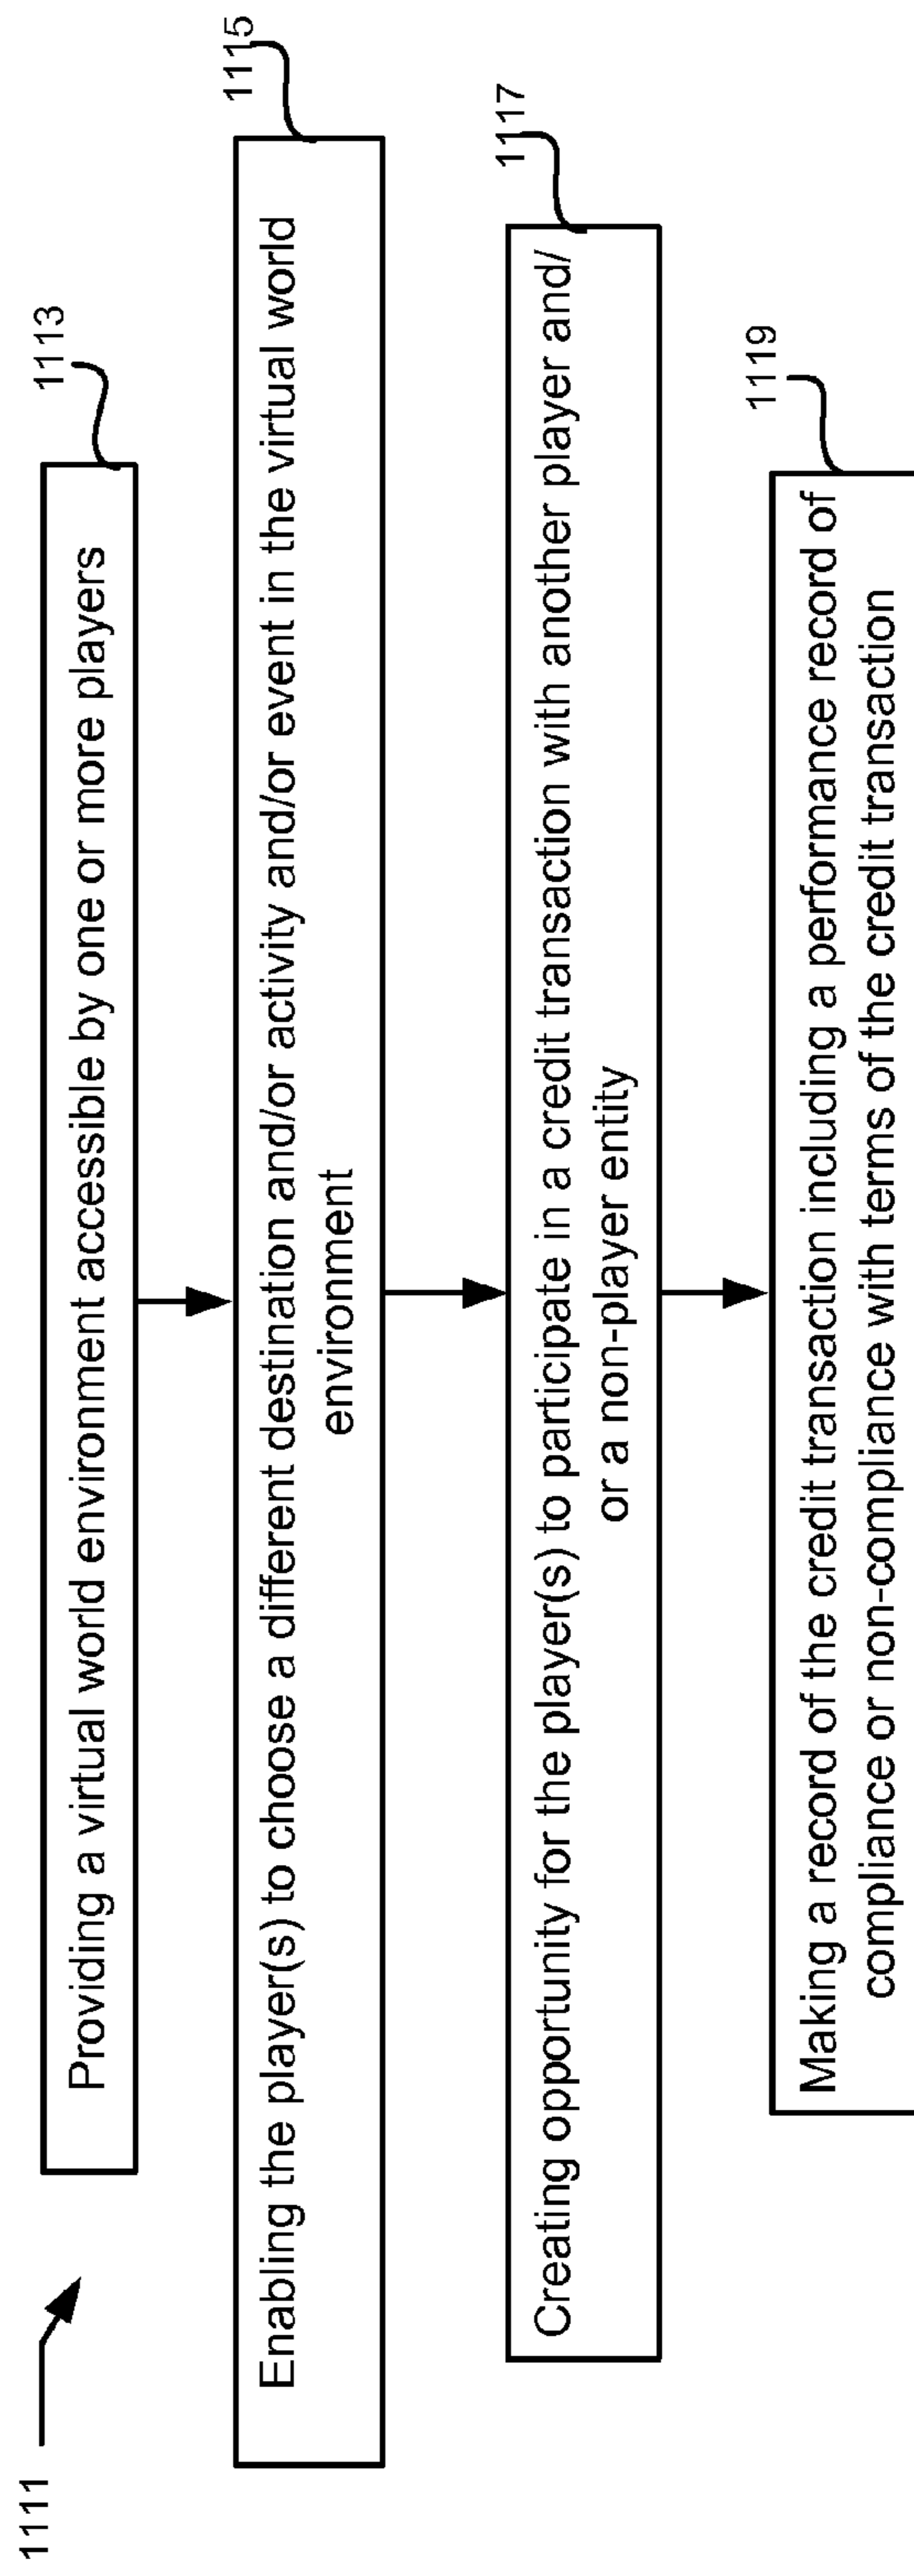 1111
1113
Providing a virtual world environment accessible by one or more players
1115
Enabling the player(s) to choose a different destination and/or activity and/or event in the virtual world
environment
1117
Creating opportunity for the player(s) to participate in a credit transaction with another player and/
or a non-player entity
1119
Making a record of the credit transaction including a performance record of
compliance or non-compliance with terms of the credit transaction